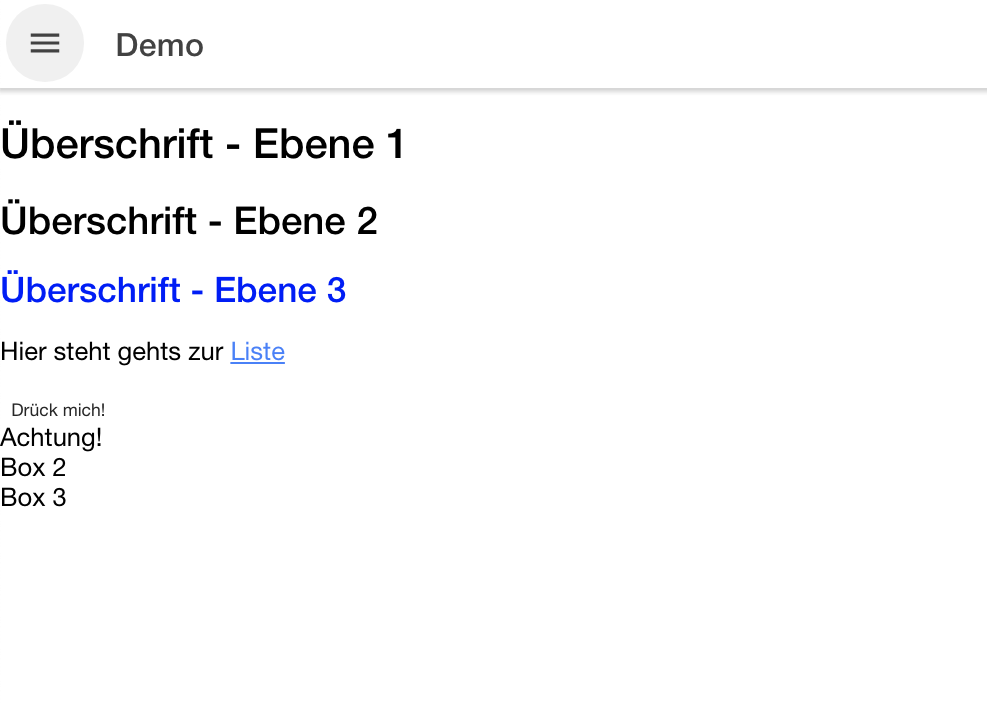 Demo
Überschrift - Ebene 1
Überschrift - Ebene 2
Überschrift - Ebene 3
Hier steht gehts zur Liste
Drück mich!
Achtung!
Box 2
Box 3